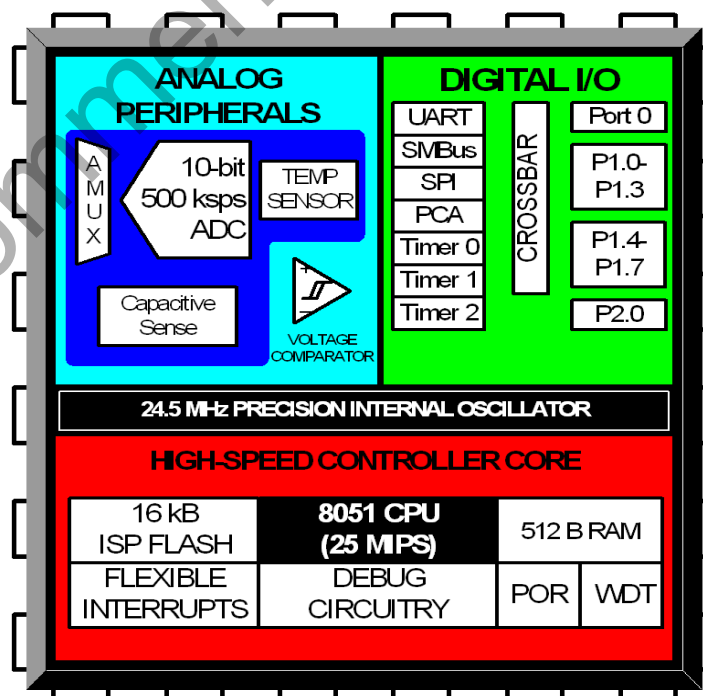 ANALOG
PERIPHERALS
A
M
U
X
10-bit
500 ksps
ADC
TEMP
SENSOR
Capacitive
Sense
+
−
VOLTAGE
COMPARATOR
DIGITAL I/O
UART
SMBus
SPI
PCA
Timer 0
Timer 1
Timer 2
CROSSBAR
Port 0
P1.0-
P1.3
P1.4-
P1.7
P2.0
24.5 MHz PRECISION INTERNAL OSCILLATOR
HIGH-SPEED CONTROLLER CORE
16 kB
ISP FLASH
8051 CPU
(25 MIPS)
512 B RAM
FLEXIBLE
INTERRUPTS
DEBUG
CIRCUITRY
POR
WDT